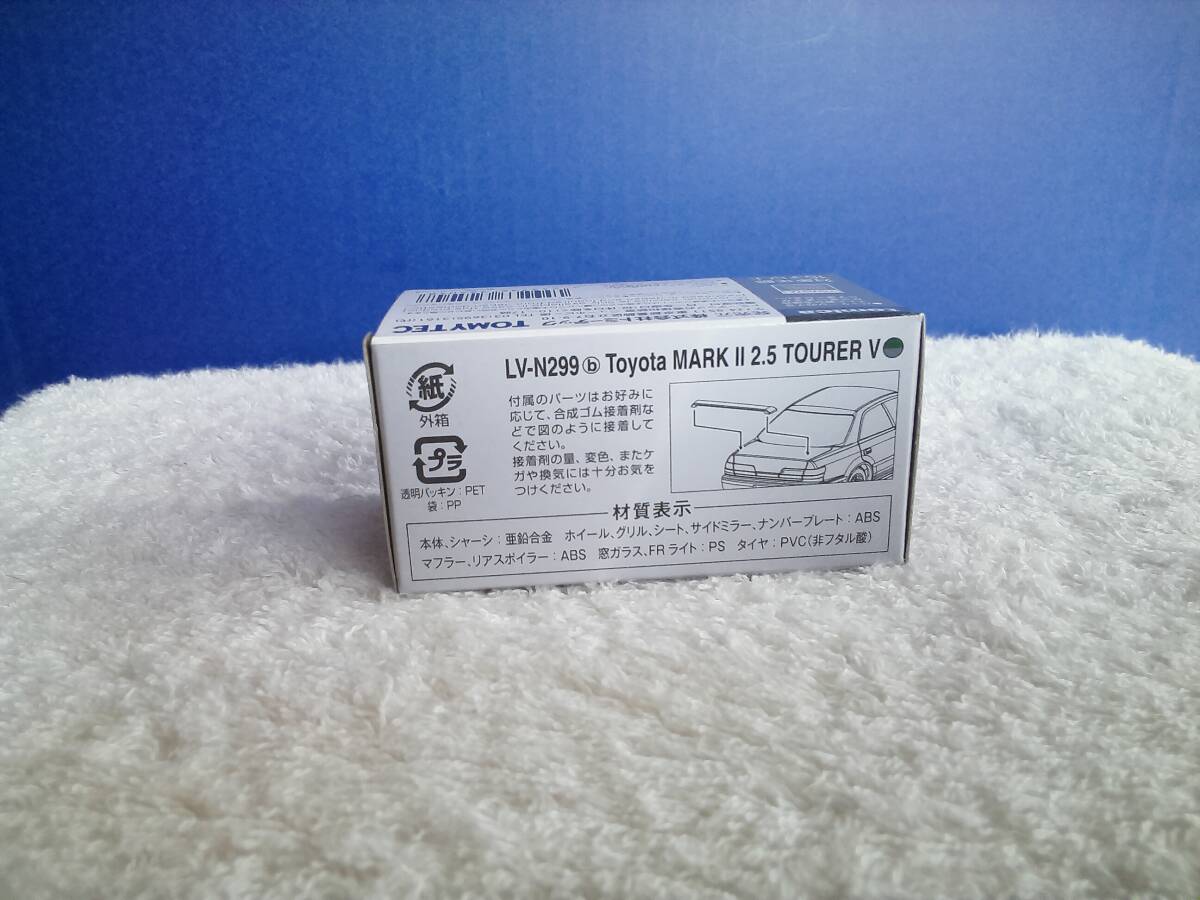 TOMYTEC
LV-N299 ⓑ Toyota MARK II 2.5 TOURER V
紙
外箱
プラ
透明パッキン：PET
袋：PP
付属のパーツはお好みに
応じて、合成ゴム接着剤な
どで図のように接着して
ください。
接着剤の量、変色、またケ
ガや換気には十分お気を
つけください。
材質表示
本体、シャーシ：亜鉛合金 ホイール、グリル、シート、サイドミラー、ナンバープレート：ABS
マフラー、リアスポイラー：ABS 窓ガラス、FRライト：PS タイヤ：PVC（非フタル酸）